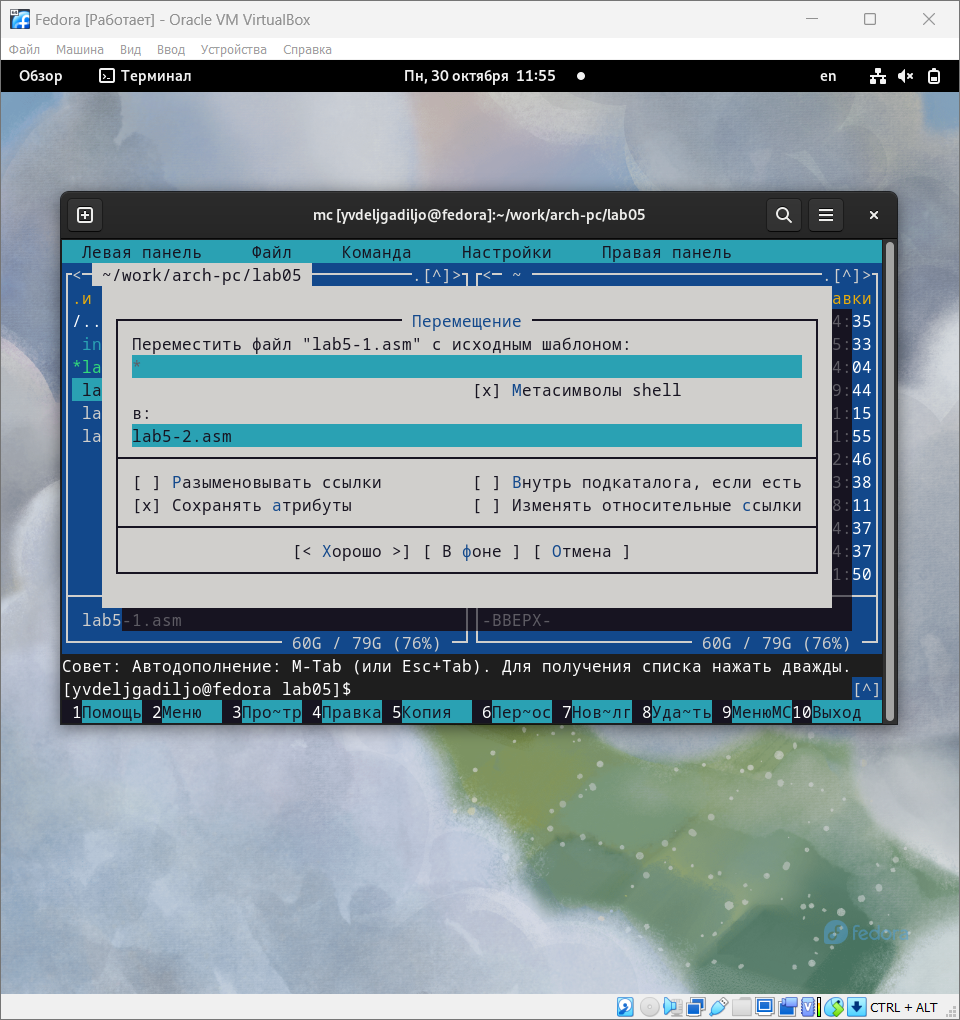 Fedora [Работает] - Oracle VM VirtualBox
Файл Машина Вид Ввод Устройства Справка
Обзор Терминал Пн, 30 октября 11:55 en
mc [yvdeljgadiljo@fedora]:~/work/arch-pc/lab05
Левая панель Файл Команда Настройки Правая панель
<— ~/work/arch-pc/lab05 .[^]> <— ~ .[^]>
.и авки
/.. 4:35
Перемещение
in 5:33
Переместить файл "lab5-1.asm" с исходным шаблоном:
*la 4:04
*
la 9:44
[x] Метасимволы shell
la 1:15
в:
la 1:55
lab5-2.asm
2:46
[ ] Разыменовывать ссылки [ ] Внутрь подкаталога, если есть
3:38
[x] Сохранять атрибуты [ ] Изменять относительные ссылки
8:11
4:37
[< Хорошо >] [ В фоне ] [ Отмена ]
4:37
1:50
lab5-1.asm -ВВЕРХ-
60G / 79G (76%) 60G / 79G (76%)
Совет: Автодополнение: M-Tab (или Esc+Tab). Для получения списка нажать дважды.
[yvdeljgadiljo@fedora lab05]$ [^]
1Помощь 2Меню 3Про~тр 4Правка 5Копия 6Пер~ос 7Нов~лг 8Уда~ть 9МенюМС 10Выход
fedora
CTRL + ALT